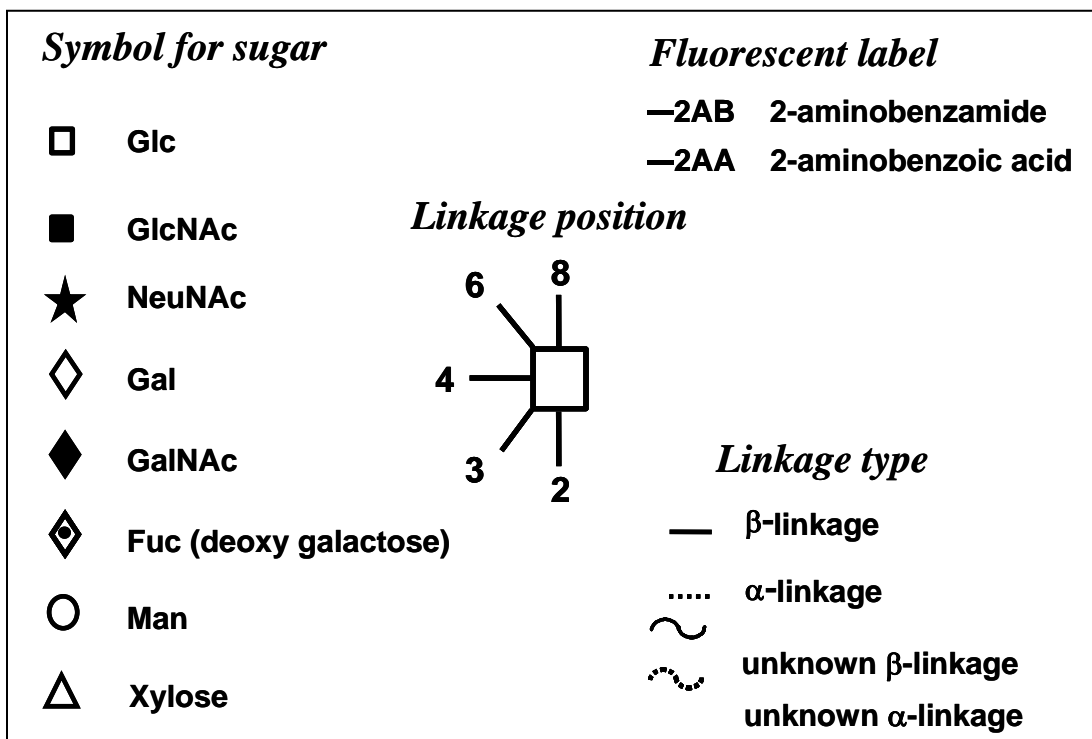 Symbol for sugar
Glc
GlcNAc
NeuNAc
Gal
GalNAc
Fuc (deoxy galactose)
Man
Xylose
Fluorescent label
—2AB 2-aminobenzamide
—2AA 2-aminobenzoic acid
Linkage position
8
6
4
3
2
Linkage type
β-linkage
α-linkage
unknown β-linkage
unknown α-linkage